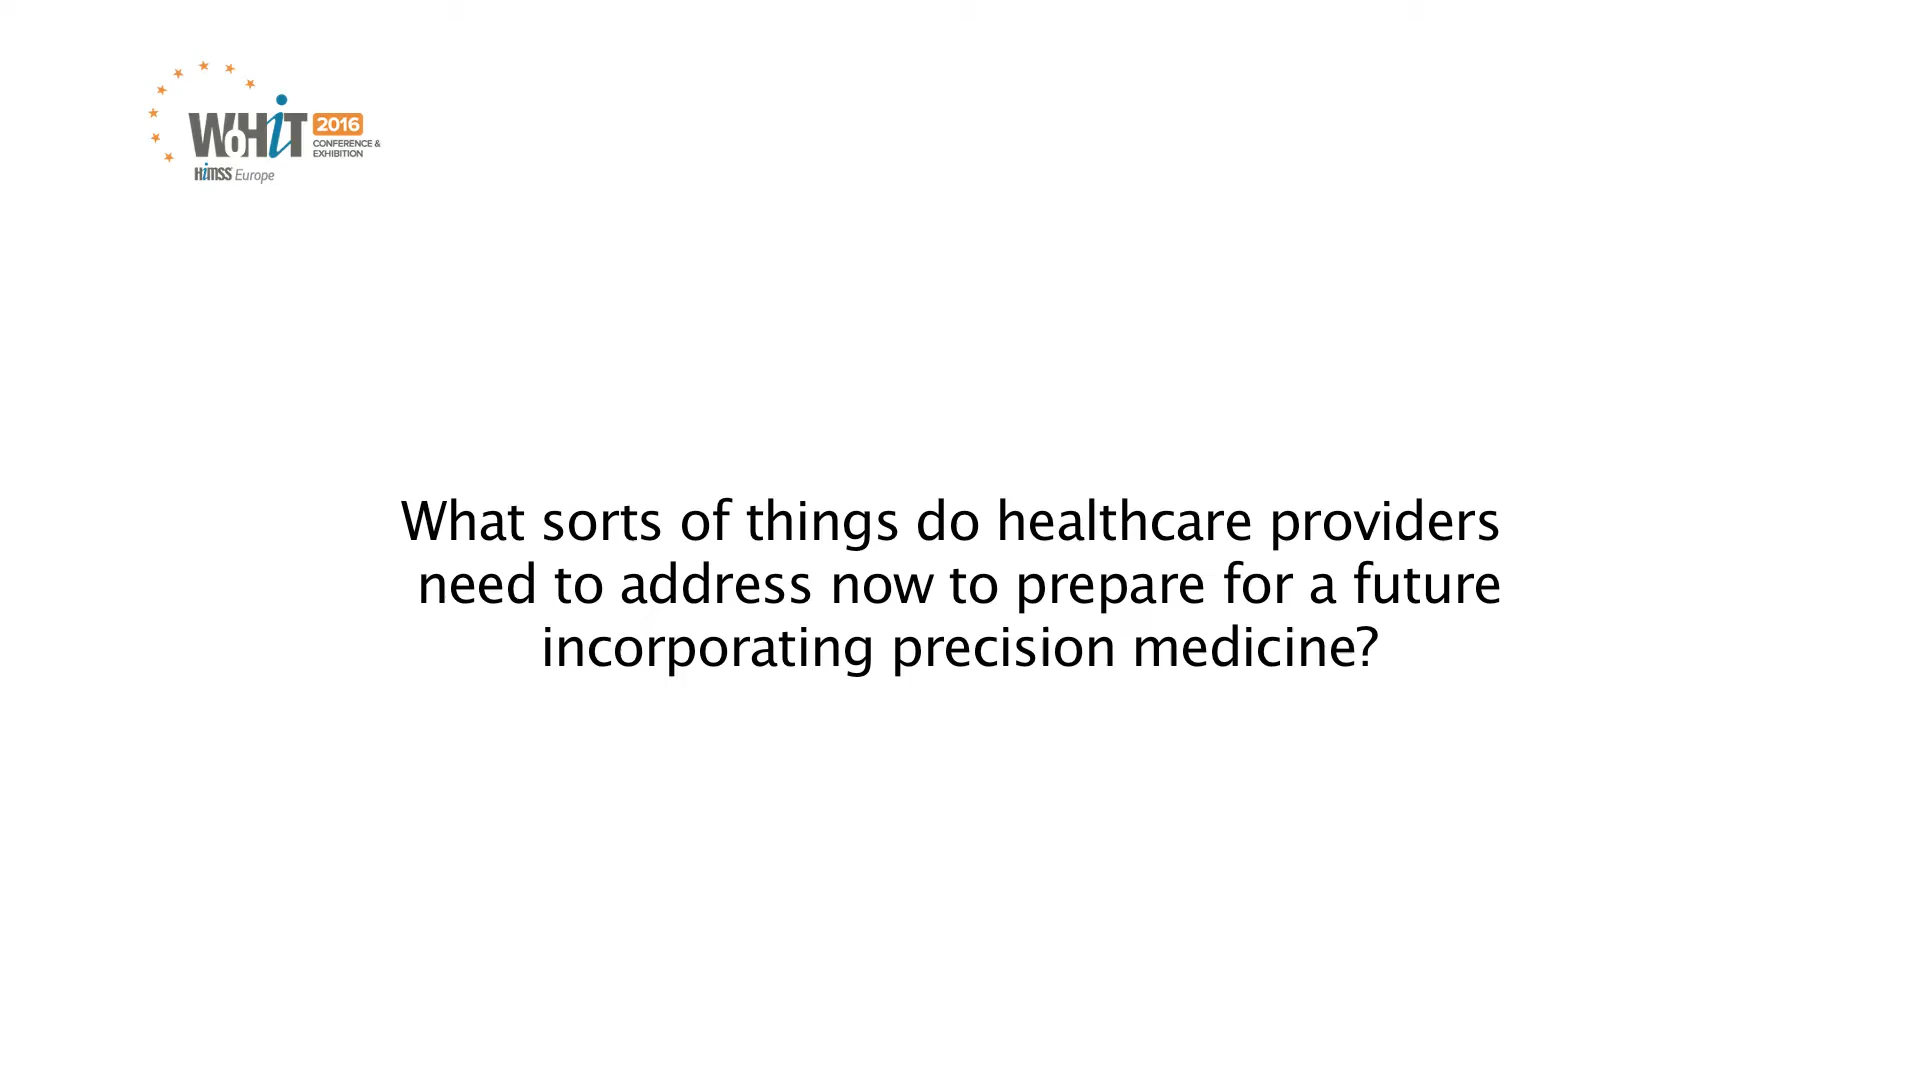 WoHiT 2016
CONFERENCE &
EXHIBITION
HiMSS Europe
What sorts of things do healthcare providers
need to address now to prepare for a future
incorporating precision medicine?